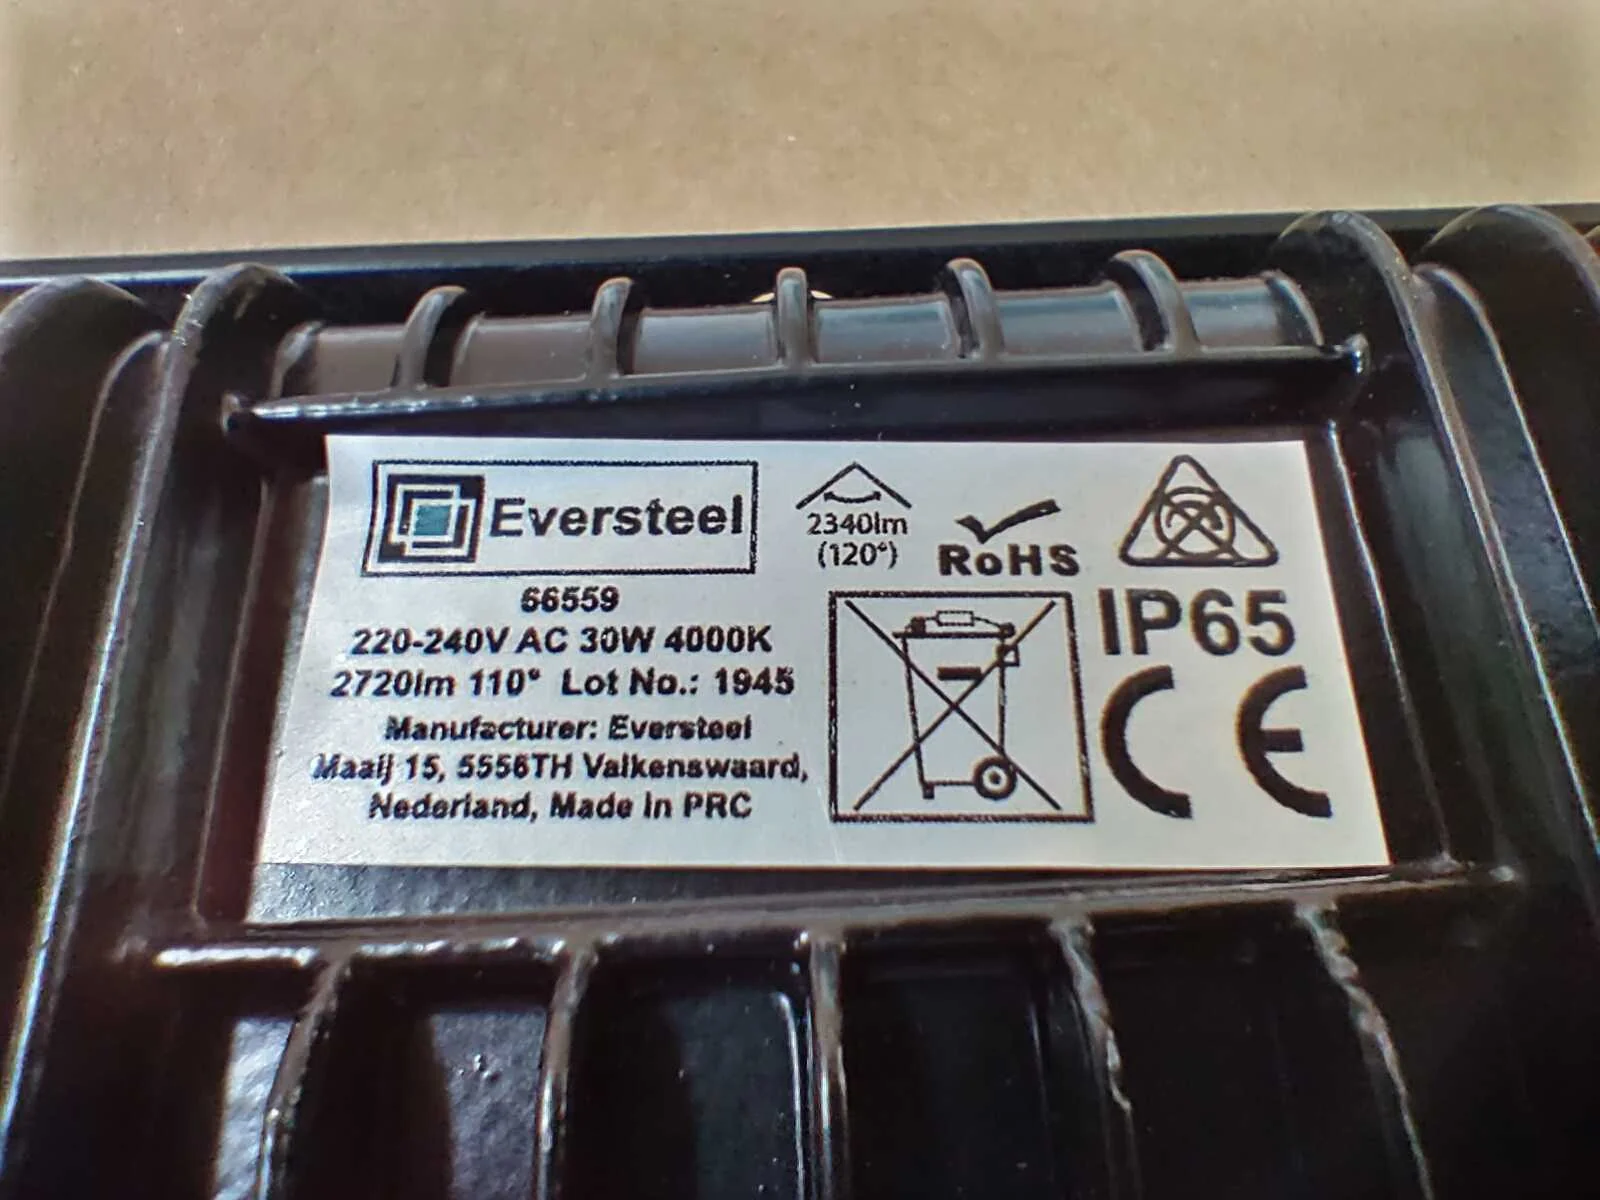 Eversteel
2340lm
(120°)
RoHS
66559
220-240V AC 30W 4000K
2720lm 110° Lot No.: 1945
Manufacturer: Eversteel
Maaij 15, 5556TH Valkenswaard,
Nederland, Made in PRC
IP65
CE